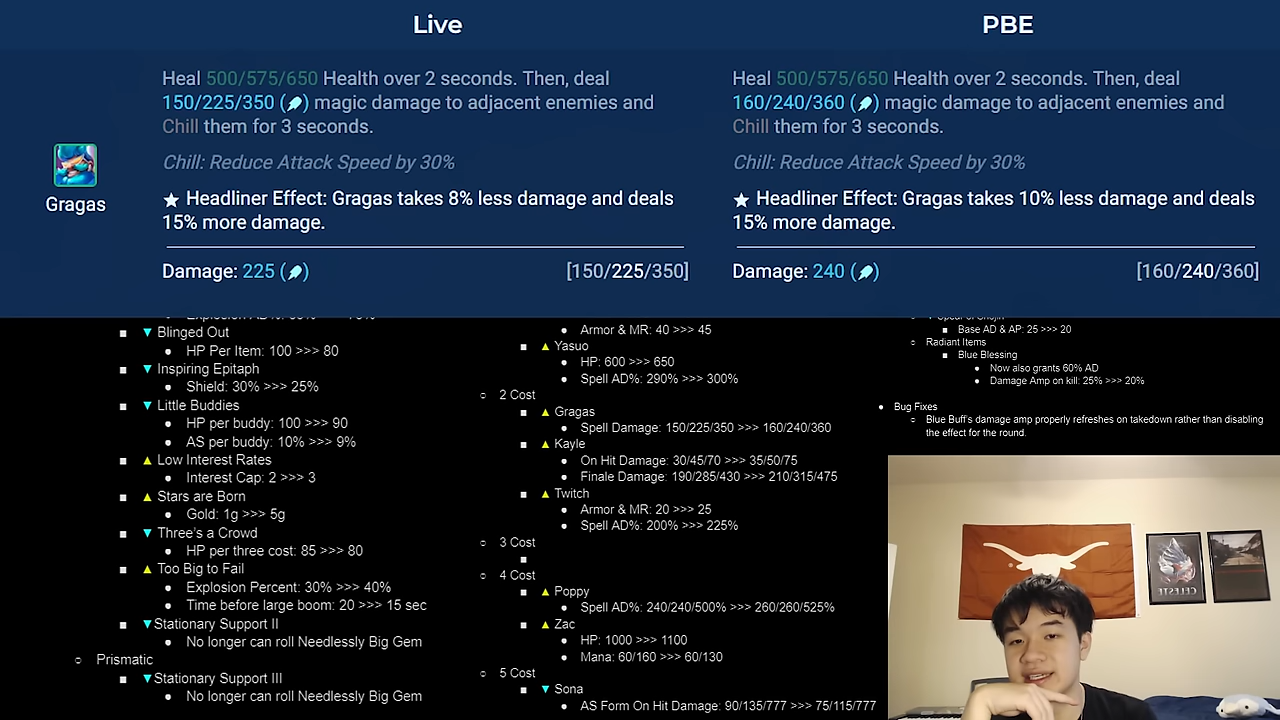 Live
PBE
Heal 500/575/650 Health over 2 seconds. Then, deal
150/225/350 ( ) magic damage to adjacent enemies and
Chill them for 3 seconds.
Chill: Reduce Attack Speed by 30%
★ Headliner Effect: Gragas takes 8% less damage and deals
15% more damage.
Damage: 225 ( ) [150/225/350]
Gragas
Heal 500/575/650 Health over 2 seconds. Then, deal
160/240/360 ( ) magic damage to adjacent enemies and
Chill them for 3 seconds.
Chill: Reduce Attack Speed by 30%
★ Headliner Effect: Gragas takes 10% less damage and deals
15% more damage.
Damage: 240 ( ) [160/240/360]
■ ▼ Blinged Out
● HP Per Item: 100 >>> 80
■ ▼ Inspiring Epitaph
● Shield: 30% >>> 25%
■ ▼ Little Buddies
● HP per buddy: 100 >>> 90
● AS per buddy: 10% >>> 9%
■ ▲ Low Interest Rates
● Interest Cap: 2 >>> 3
■ ▲ Stars are Born
● Gold: 1g >>> 5g
■ ▼ Three's a Crowd
● HP per three cost: 85 >>> 80
■ ▲ Too Big to Fail
● Explosion Percent: 30% >>> 40%
● Time before large boom: 20 >>> 15 sec
■ ▼Stationary Support II
● No longer can roll Needlessly Big Gem
○ Prismatic
■ ▼Stationary Support III
● No longer can roll Needlessly Big Gem
● Armor & MR: 40 >>> 45
■ ▲ Yasuo
● HP: 600 >>> 650
● Spell AD%: 290% >>> 300%
○ 2 Cost
■ ▲ Gragas
● Spell Damage: 150/225/350 >>> 160/240/360
■ ▲ Kayle
● On Hit Damage: 30/45/70 >>> 35/50/75
● Finale Damage: 190/285/430 >>> 210/315/475
■ ▲ Twitch
● Armor & MR: 20 >>> 25
● Spell AD%: 200% >>> 225%
○ 3 Cost
■
○ 4 Cost
■ ▲ Poppy
● Spell AD%: 240/240/500% >>> 260/260/525%
■ ▲ Zac
● HP: 1000 >>> 1100
● Mana: 60/160 >>> 60/130
○ 5 Cost
■ ▼ Sona
● AS Form On Hit Damage: 90/135/777 >>> 75/115/777
■ Base AD & AP: 25 >>> 20
○ Radiant Items
■ Blue Blessing
● Now also grants 60% AD
● Damage Amp on kill: 25% >>> 20%
● Bug Fixes
○ Blue Buff's damage amp properly refreshes on takedown rather than disabling
the effect for the round.
CELESTE